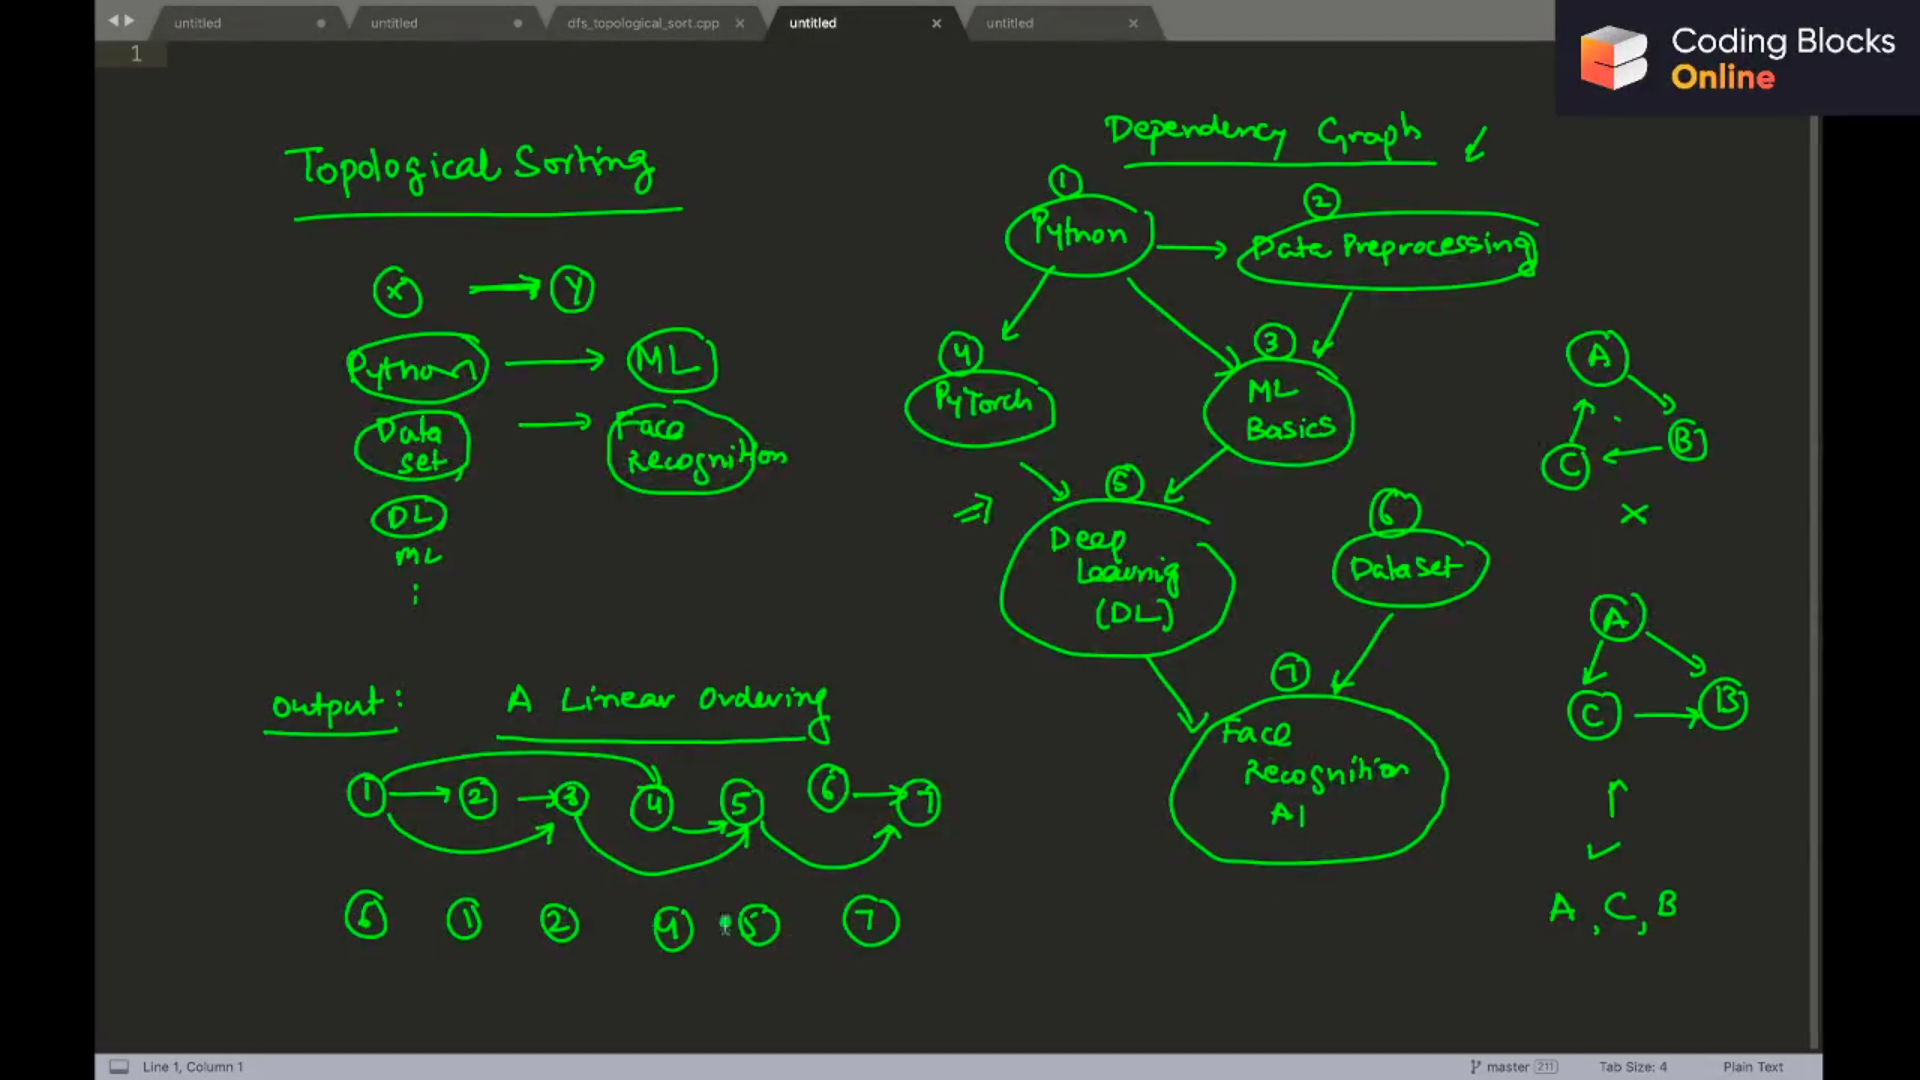 untitled
untitled
dfs_topological_sort.cpp
untitled
untitled
Coding Blocks
Online
1
Topological Sorting
X → Y
Python → ML
Data set → Face Recognition
DL
ML
⋮
Output: A Linear Ordering
1 2 3 4 5 6 7
6 1 2 4 5 7
Dependency Graph
1
Python
2
Data Preprocessing
4
PyTorch
3
ML
Basics
5
Deep
Learning
(DL)
6
Dataset
7
Face
Recognition
AI
A
B
C
X
A
C
B
A, C, B
Line 1, Column 1
master 211
Tab Size: 4
Plain Text